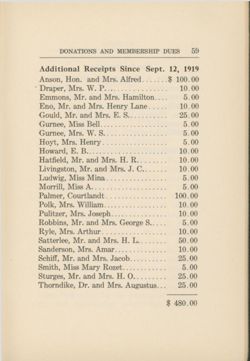 DONATIONS AND MEMBERSHIP DUES 59
Additional Receipts Since Sept. 12, 1919
Anson, Hon. and Mrs. Alfred......$ 100.00
Draper, Mrs. W. P............... 10.00
Emmons, Mr. and Mrs. Hamilton.... 5.00
Eno, Mr. and Mrs. Henry Lane...... 10.00
Gould, Mr. and Mrs. E. S.......... 25.00
Gurnee, Miss Bell................ 5.00
Gurnee, Mrs. W. S............... 5.00
Hoyt, Mrs. Henry................ 5.00
Howard, E. B................... 10.00
Hatfield, Mr. and Mrs. H. R........ 10.00
Livingston, Mr. and Mrs. J. C....... 10.00
Ludwig, Miss Mina............... 5.00
Morrill, Miss A.................. 5.00
Palmer, Courtlandt............... 100.00
Polk, Mrs. William............... 10.00
Pulitzer, Mrs. Joseph.............. 10.00
Robbins, Mr. and Mrs. George S.... 5.00
Ryle, Mrs. Arthur................ 10.00
Satterlee, Mr. and Mrs. H. L........ 50.00
Sanderson, Mrs. Amar............ 10.00
Schiff, Mr. and Mrs. Jacob......... 25.00
Smith, Miss Mary Rozet........... 5.00
Sturges, Mr. and Mrs. H. O......... 25.00
Thorndike, Dr. and Mrs. Augustus... 25.00
$ 480.00